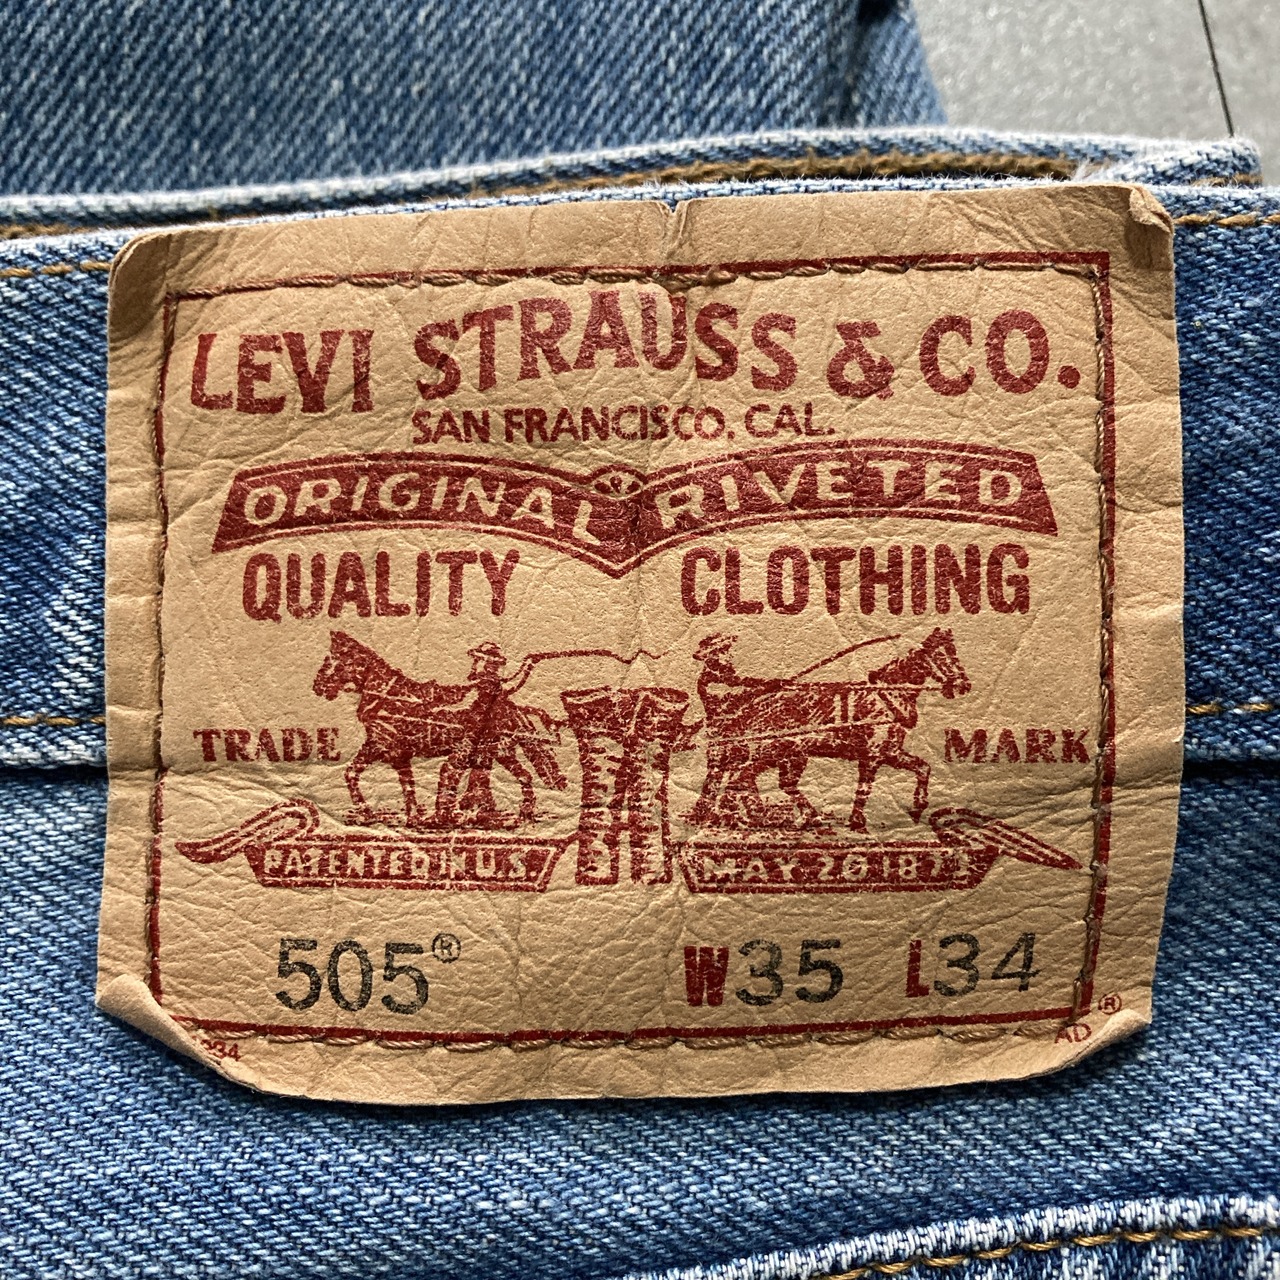 LEVI STRAUSS & CO.
SAN FRANCISCO, CAL.
ORIGINAL RIVETED
QUALITY CLOTHING
TRADE MARK
PATENTED IN U.S. MAY 20 1873
505® W35 L34
®
AD